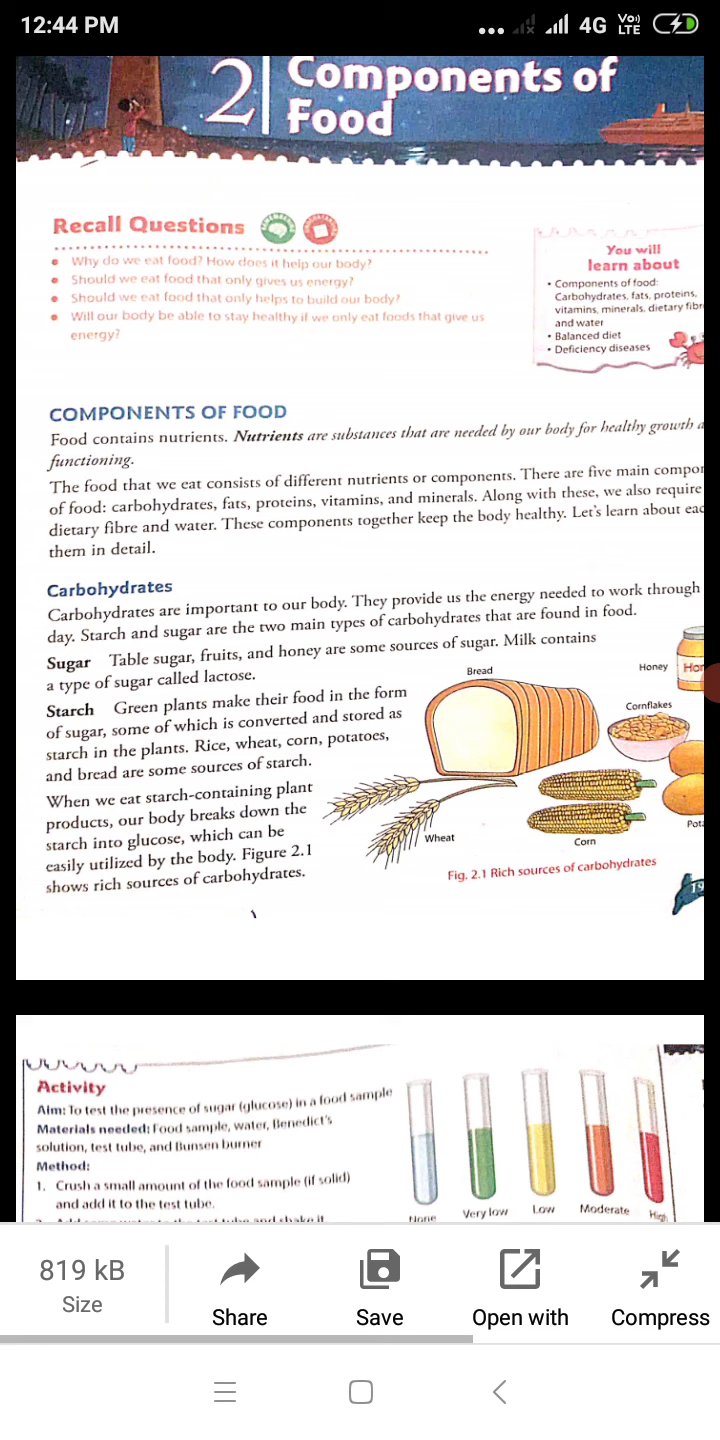 12:44 PM
4G Vo) LTE
2 Components of
Food
Recall Questions
• Why do we eat food? How does it help our body?
• Should we eat food that only gives us energy?
• Should we eat food that only helps to build our body?
• Will our body be able to stay healthy if we only eat foods that give us
energy?
You will
learn about
• Components of food:
Carbohydrates, fats, proteins,
vitamins, minerals, dietary fibr
and water
• Balanced diet
• Deficiency diseases
COMPONENTS OF FOOD
Food contains nutrients. Nutrients are substances that are needed by our body for healthy growth a
functioning.
The food that we eat consists of different nutrients or components. There are five main compor
of food: carbohydrates, fats, proteins, vitamins, and minerals. Along with these, we also require
dietary fibre and water. These components together keep the body healthy. Let's learn about eac
them in detail.
Carbohydrates
Carbohydrates are important to our body. They provide us the energy needed to work through
day. Starch and sugar are the two main types of carbohydrates that are found in food.
Sugar Table sugar, fruits, and honey are some sources of sugar. Milk contains
a type of sugar called lactose.
Starch Green plants make their food in the form
of sugar, some of which is converted and stored as
starch in the plants. Rice, wheat, corn, potatoes,
and bread are some sources of starch.
When we eat starch-containing plant
products, our body breaks down the
starch into glucose, which can be
easily utilized by the body. Figure 2.1
shows rich sources of carbohydrates.
Bread
Honey
Hon
Cornflakes
Wheat
Corn
Pota
Fig. 2.1 Rich sources of carbohydrates
19
Activity
Aim: To test the presence of sugar (glucose) in a food sample
Materials needed: Food sample, water, Benedict's
solution, test tube, and Bunsen burner
Method:
1. Crush a small amount of the food sample (if solid)
and add it to the test tube.
None
Very low
Low
Moderate
High
819 kB
Size
Share
Save
Open with
Compress